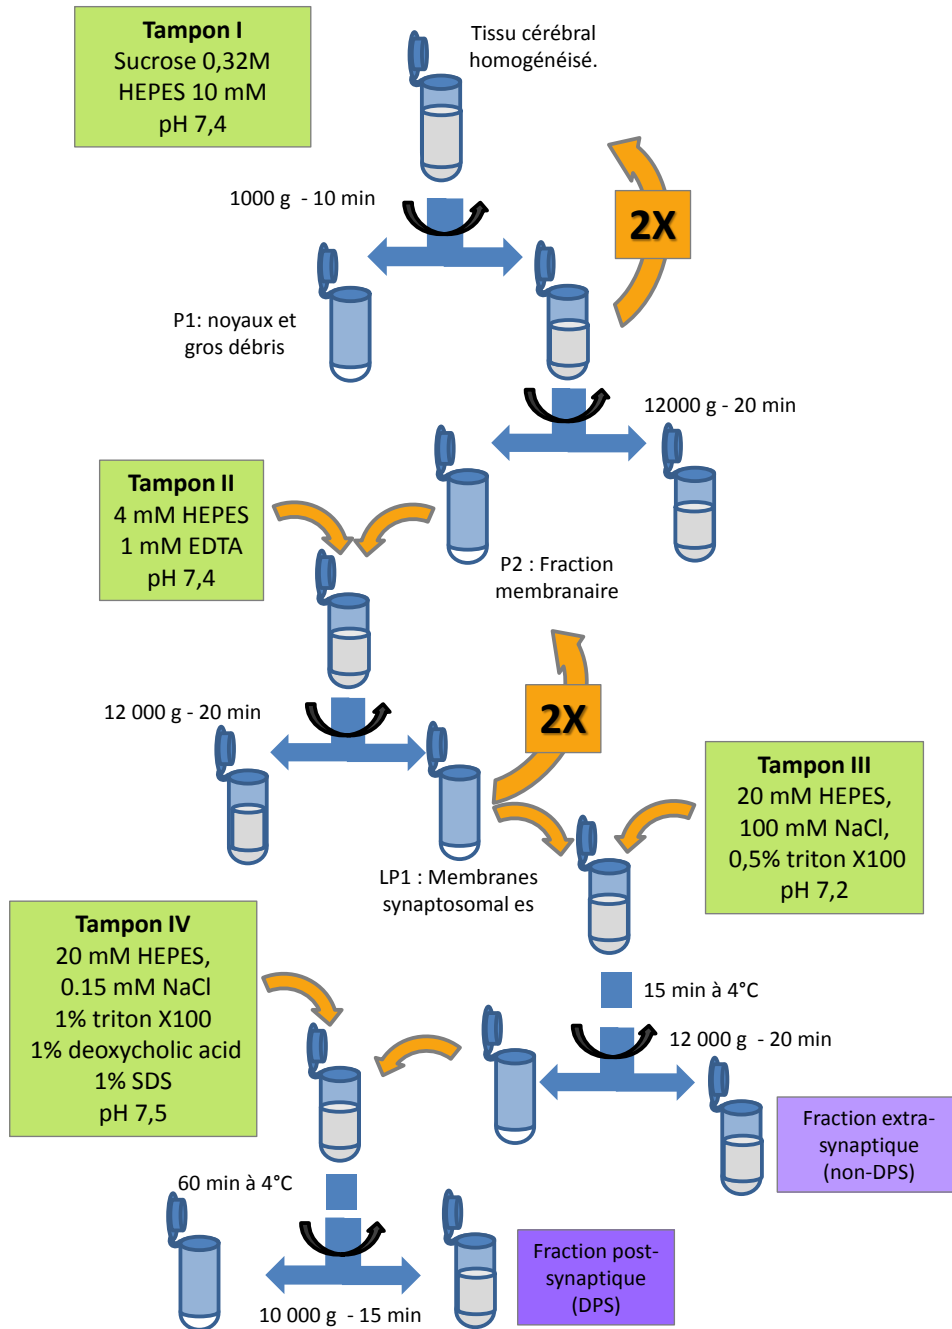 Tampon I
Sucrose 0,32M
HEPES 10 mM
pH 7,4
Tissu cérébral
homogénéisé.
1000 g  - 10 min
2X
P1: noyaux et
gros débris
12000 g - 20 min
Tampon II
4 mM HEPES
1 mM EDTA
pH 7,4
P2 : Fraction
membranaire
12 000 g - 20 min
2X
Tampon III
20 mM HEPES,
100 mM NaCl,
0,5% triton X100
pH 7,2
LP1 : Membranes
synaptosomal es
Tampon IV
20 mM HEPES,
0.15 mM NaCl
1% triton X100
1% deoxycholic acid
1% SDS
pH 7,5
15 min à 4°C
12 000 g  - 20 min
Fraction extra-
synaptique
(non-DPS)
60 min à 4°C
Fraction post-
synaptique
(DPS)
10 000 g  - 15 min